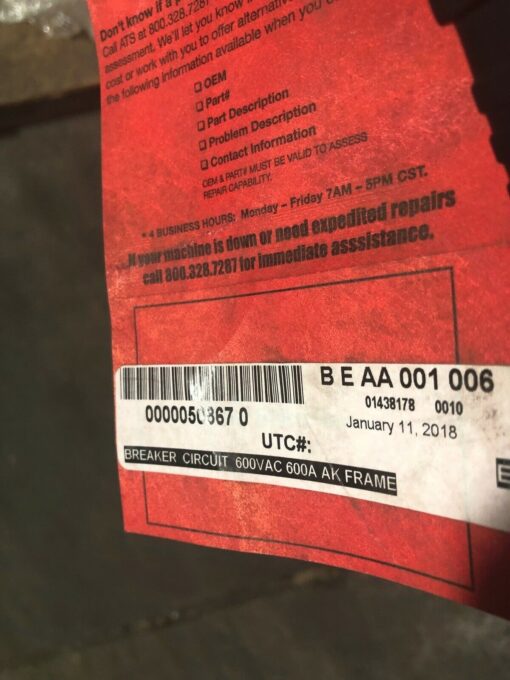 Don't know if a
Call ATS at 800.328.7287
assessment. We'll let you know
cost or work with you to offer alternative
the following information available when you
❑ OEM
❑ Part#
❑ Part Description
❑ Problem Description
❑ Contact Information
OEM & PART# MUST BE VALID TO ASSESS
REPAIR CAPABILITY.
* 4 BUSINESS HOURS: Monday – Friday 7AM – 5PM CST.
If your machine is down or need expedited repairs
call 800.328.7287 for immediate asssistance.
B E AA 001 006
01438178 0010
0000050867 0
January 11, 2018
UTC#:
BREAKER CIRCUIT 600VAC 600A AK FRAME